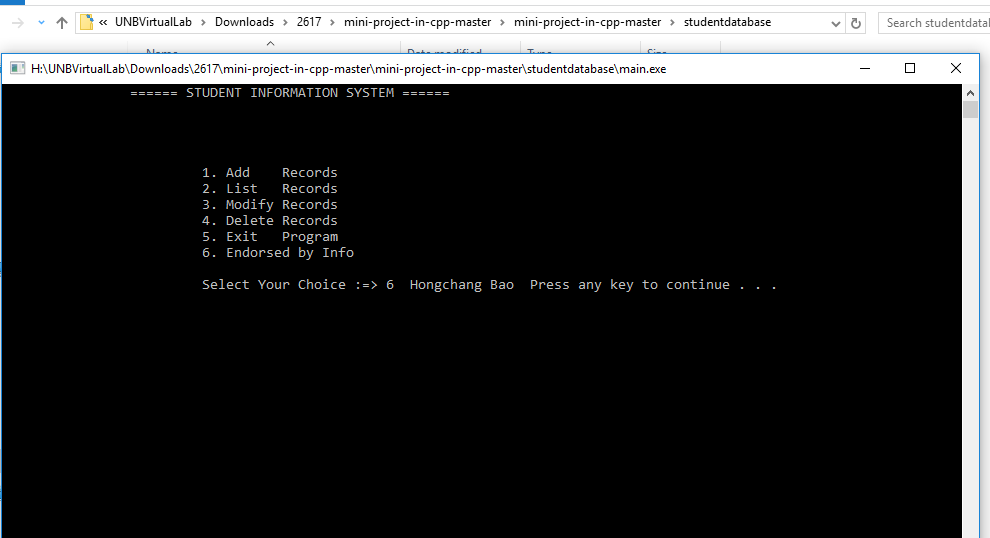 « UNBVirtualLab › Downloads › 2617 › mini-project-in-cpp-master › mini-project-in-cpp-master › studentdatabase
Search studentdatal
Name Date modified Type Size
H:\UNBVirtualLab\Downloads\2617\mini-project-in-cpp-master\mini-project-in-cpp-master\studentdatabase\main.exe
====== STUDENT INFORMATION SYSTEM ======
1. Add    Records
2. List   Records
3. Modify Records
4. Delete Records
5. Exit   Program
6. Endorsed by Info
Select Your Choice :=> 6  Hongchang Bao  Press any key to continue . . .